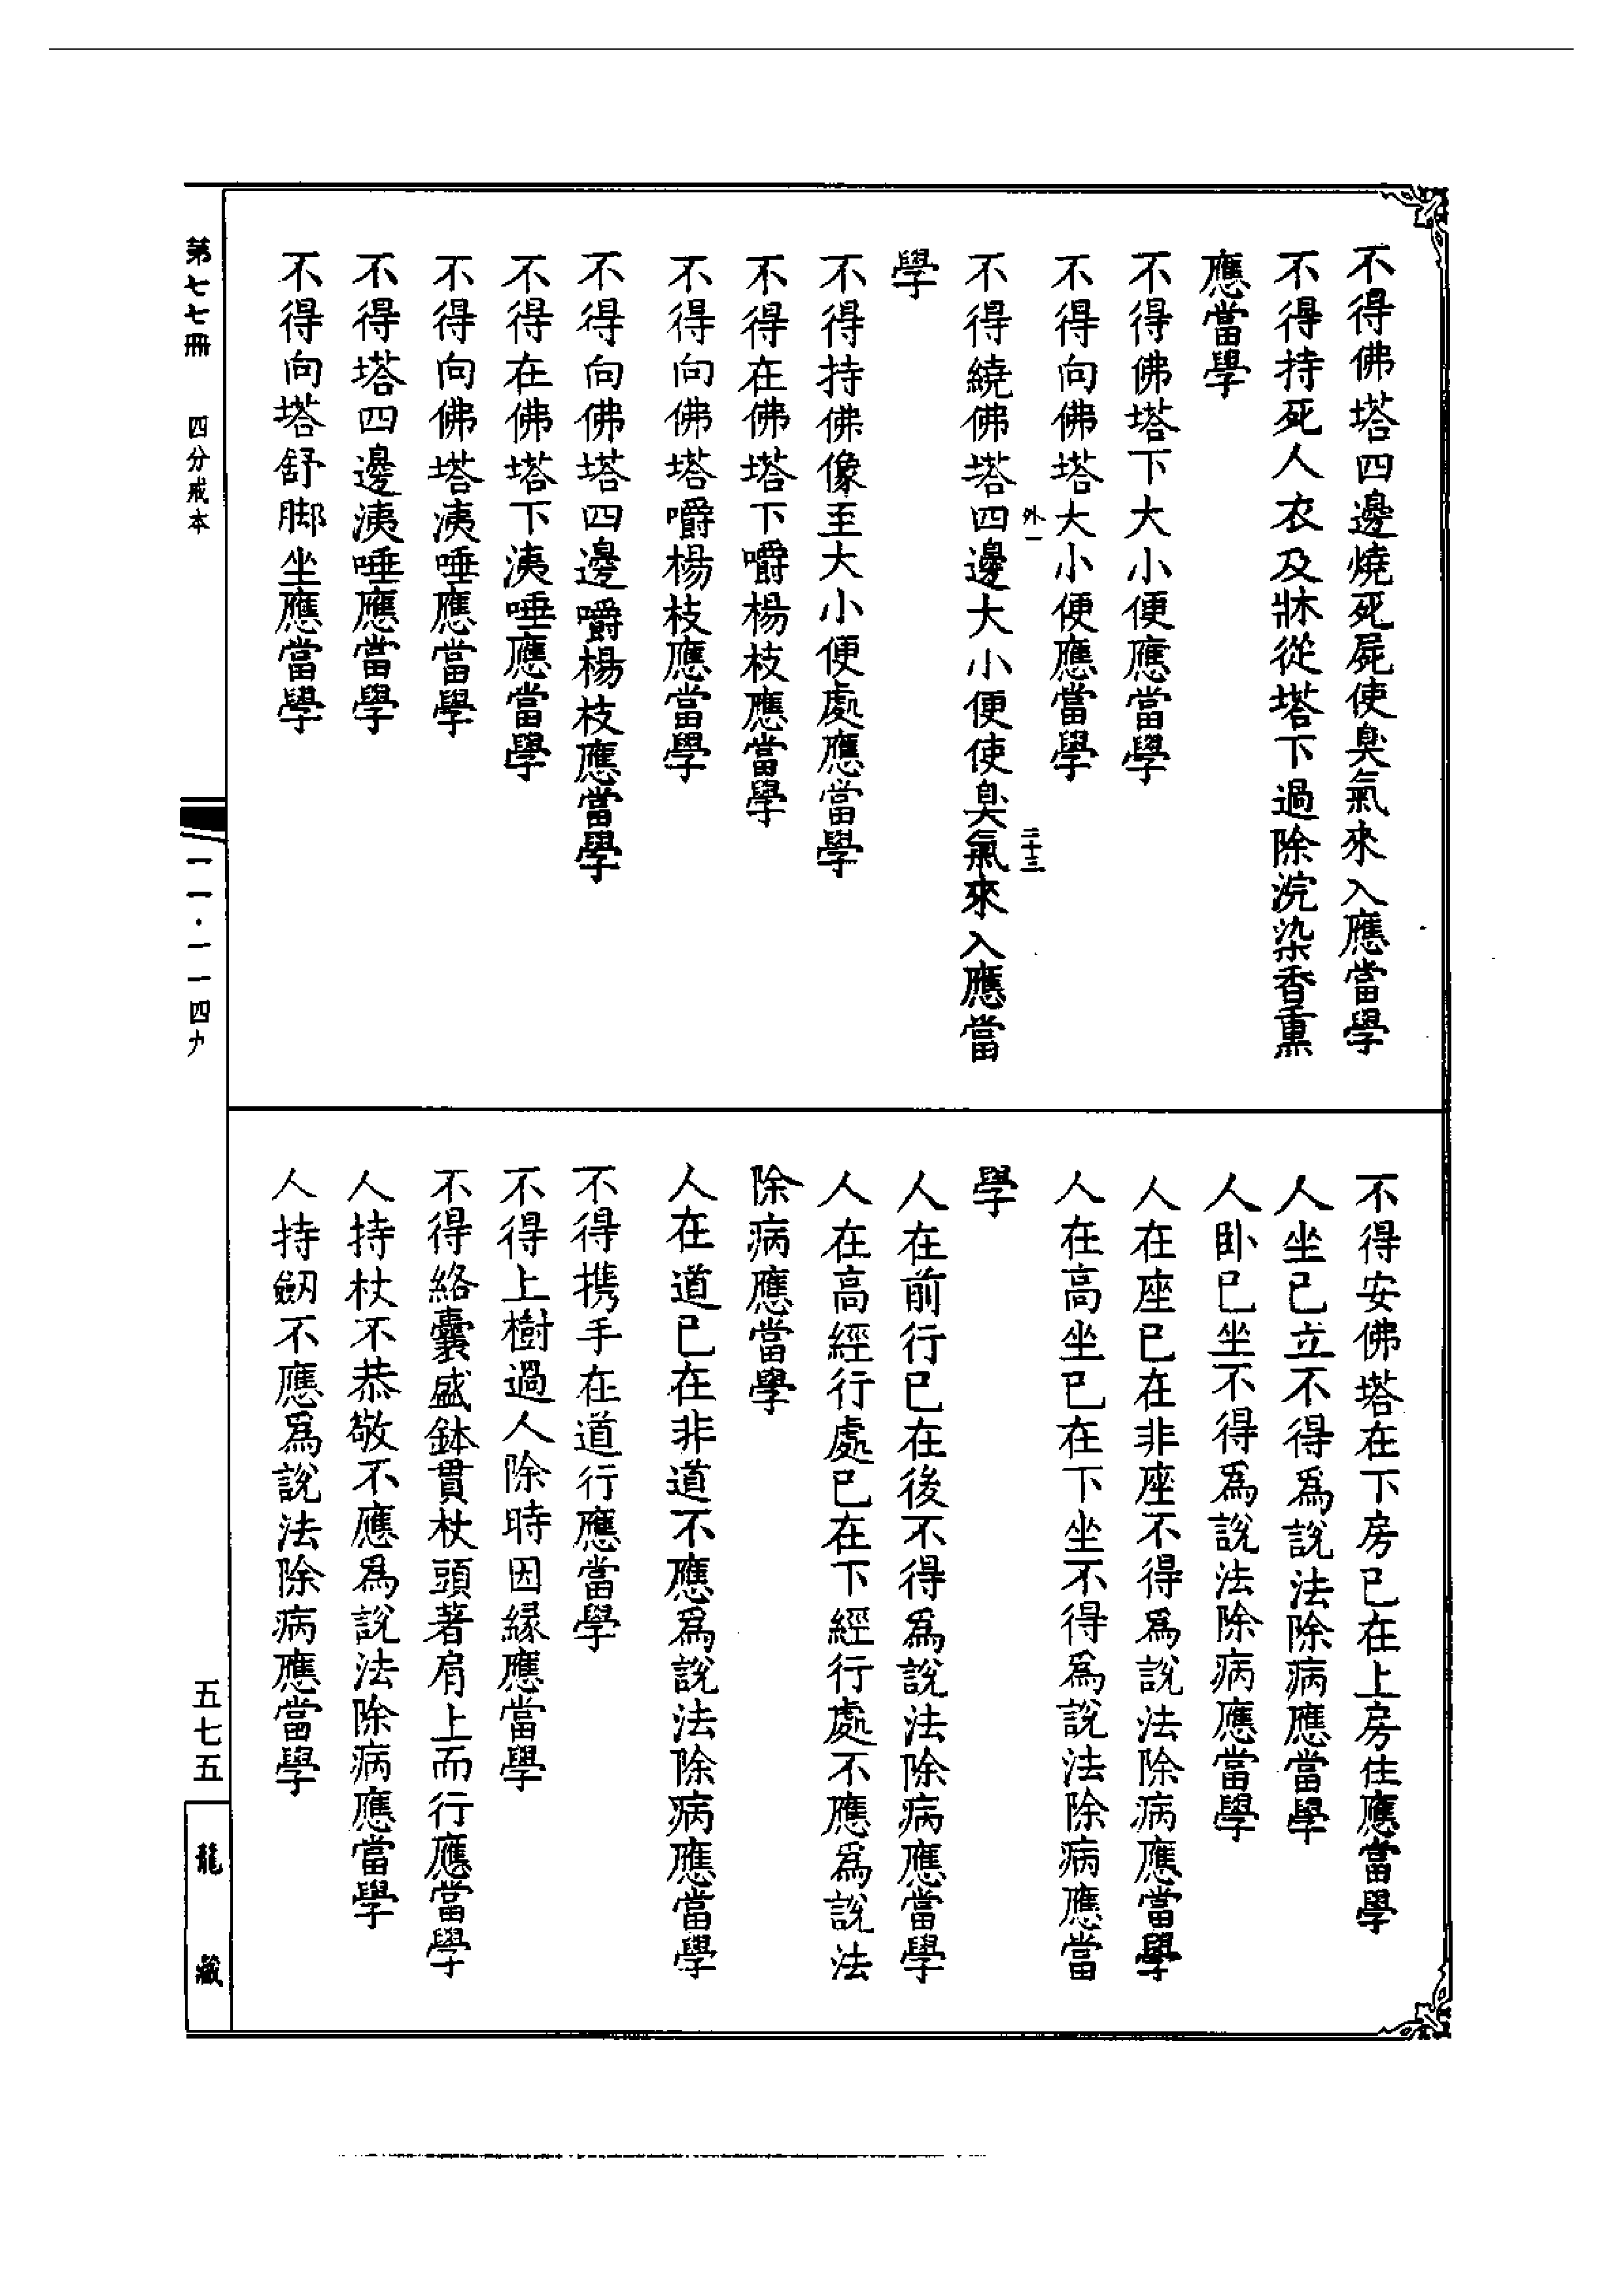 不得佛塔四邊燒死屍使臭氣來入應當學
不得持死人衣及牀從塔下過除浣染香熏
應當學
不得佛塔下大小便應當學
不得向佛塔大小便應當學
外一
二十三
不得繞佛塔四邊大小便使臭氣來入應當
學
不得持佛像至大小便處應當學
不得在佛塔下嚼楊枝應當學
不得向佛塔嚼楊枝應當學
不得向佛塔四邊嚼楊枝應當學
不得在佛塔下洟唾應當學
不得向佛塔洟唾應當學
不得塔四邊洟唾應當學
不得向塔舒脚坐應當學
不得安佛塔在下房已在上房住應當學
人坐已立不得爲說法除病應當學
人臥已坐不得爲說法除病應當學
人在座已在非座不得爲說法除病應當學
人在高坐已在下坐不得爲說法除病應當
學
人在前行已在後不得爲說法除病應當學
人在高經行處已在下經行處不應爲說法
除病應當學
人在道已在非道不應爲說法除病應當學
不得携手在道行應當學
不得上樹過人除時因緣應當學
不得絡囊盛鉢貫杖頭著肩上而行應當學
人持杖不恭敬不應爲說法除病應當學
人持劒不應爲說法除病應當學
第七七冊 四分戒本
一一·一一四九
五七五
龍藏